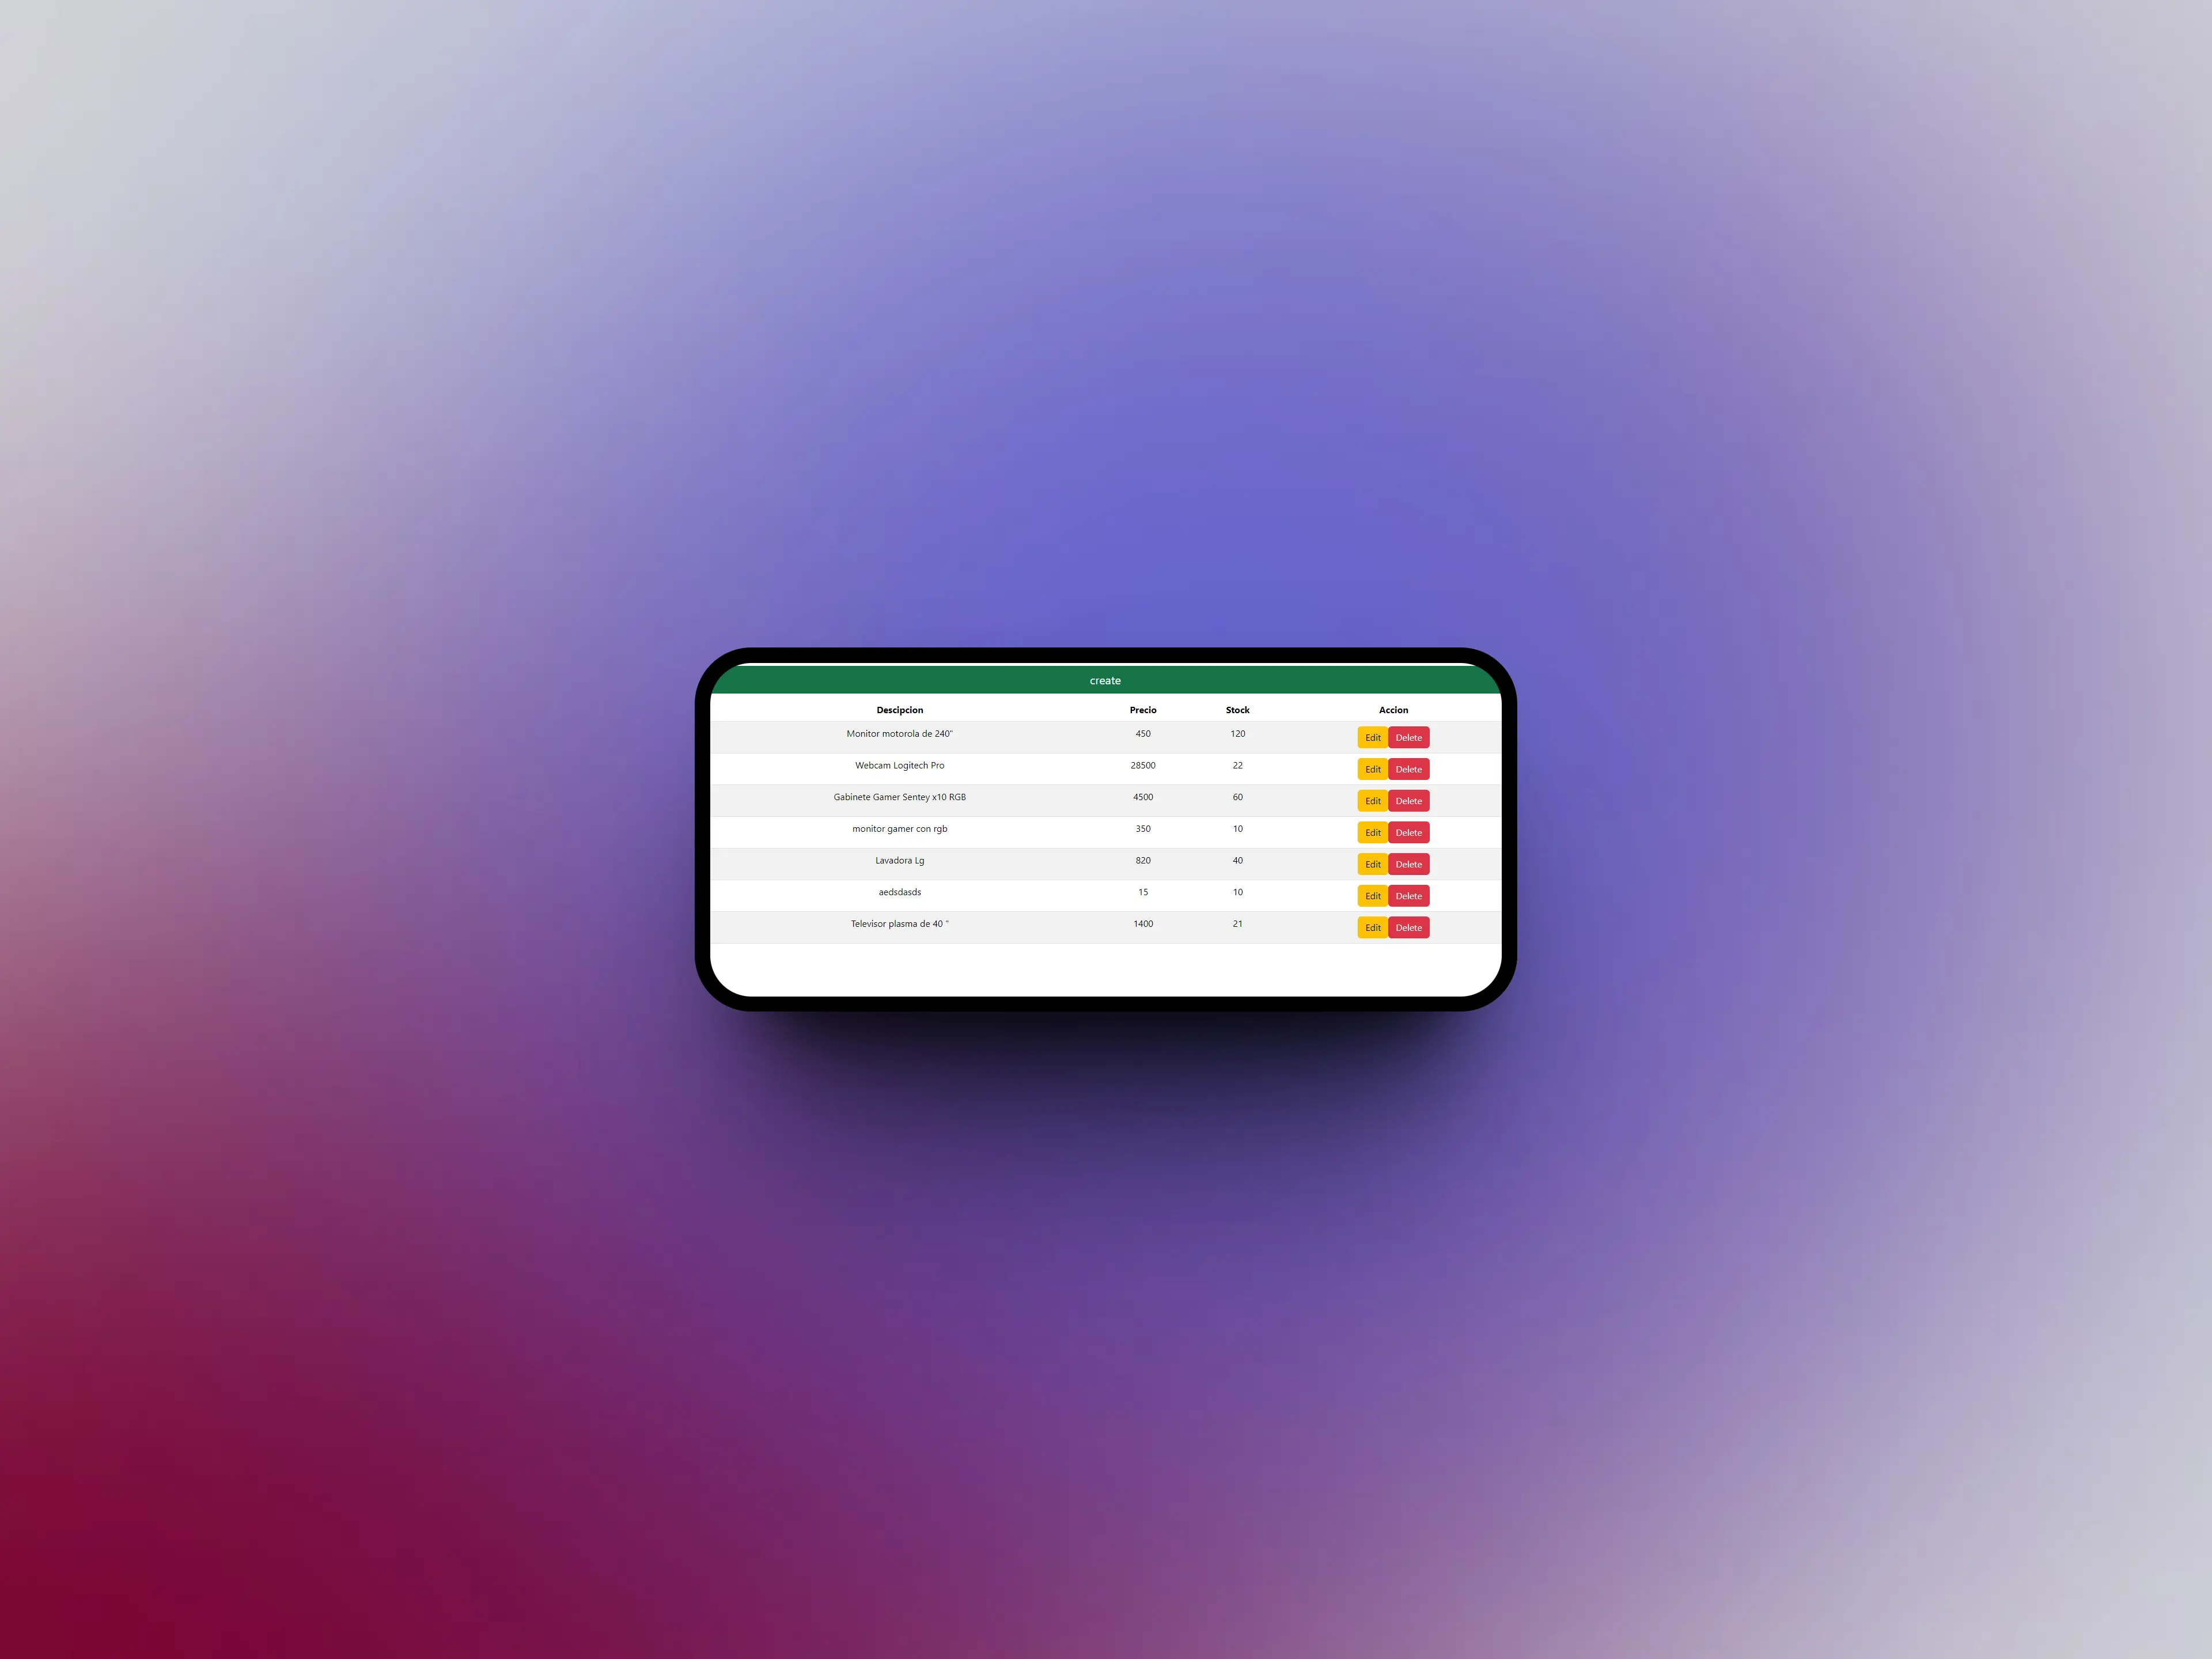 create
Descipcion Precio Stock Accion
Monitor motorola de 240" 450 120 Edit Delete
Webcam Logitech Pro 28500 22 Edit Delete
Gabinete Gamer Sentey x10 RGB 4500 60 Edit Delete
monitor gamer con rgb 350 10 Edit Delete
Lavadora Lg 820 40 Edit Delete
aedsdasds 15 10 Edit Delete
Televisor plasma de 40 " 1400 21 Edit Delete